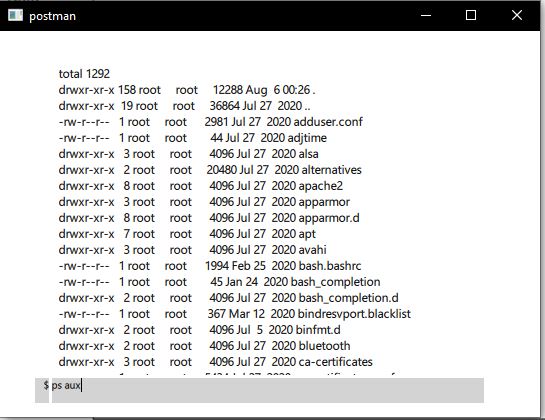 postman
total 1292
drwxr-xr-x 158 root root 12288 Aug 6 00:26 .
drwxr-xr-x 19 root root 36864 Jul 27 2020 ..
-rw-r--r-- 1 root root 2981 Jul 27 2020 adduser.conf
-rw-r--r-- 1 root root 44 Jul 27 2020 adjtime
drwxr-xr-x 3 root root 4096 Jul 27 2020 alsa
drwxr-xr-x 2 root root 20480 Jul 27 2020 alternatives
drwxr-xr-x 8 root root 4096 Jul 27 2020 apache2
drwxr-xr-x 3 root root 4096 Jul 27 2020 apparmor
drwxr-xr-x 8 root root 4096 Jul 27 2020 apparmor.d
drwxr-xr-x 7 root root 4096 Jul 27 2020 apt
drwxr-xr-x 3 root root 4096 Jul 27 2020 avahi
-rw-r--r-- 1 root root 1994 Feb 25 2020 bash.bashrc
-rw-r--r-- 1 root root 45 Jan 24 2020 bash_completion
drwxr-xr-x 2 root root 4096 Jul 27 2020 bash_completion.d
-rw-r--r-- 1 root root 367 Mar 12 2020 bindresvport.blacklist
drwxr-xr-x 2 root root 4096 Jul 5 2020 binfmt.d
drwxr-xr-x 2 root root 4096 Jul 27 2020 bluetooth
drwxr-xr-x 3 root root 4096 Jul 27 2020 ca-certificates
$ ps aux